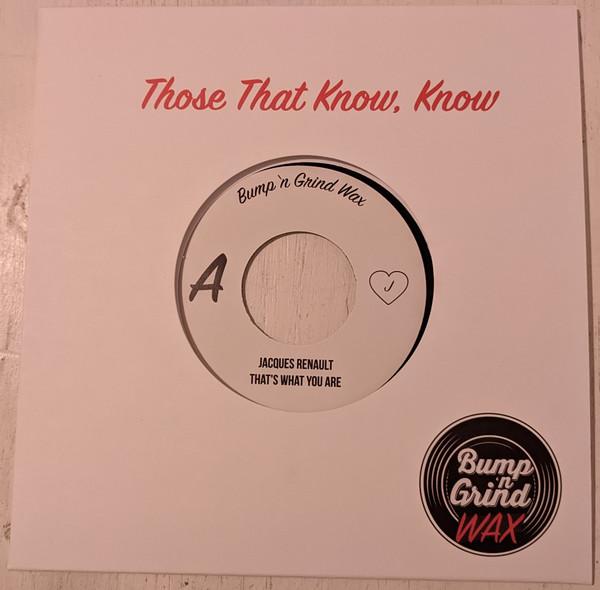 Those That Know, Know
Bump 'n Grind Wax
A
J
JACQUES RENAULT
THAT'S WHAT YOU ARE
Bump
'n'
Grind
WAX